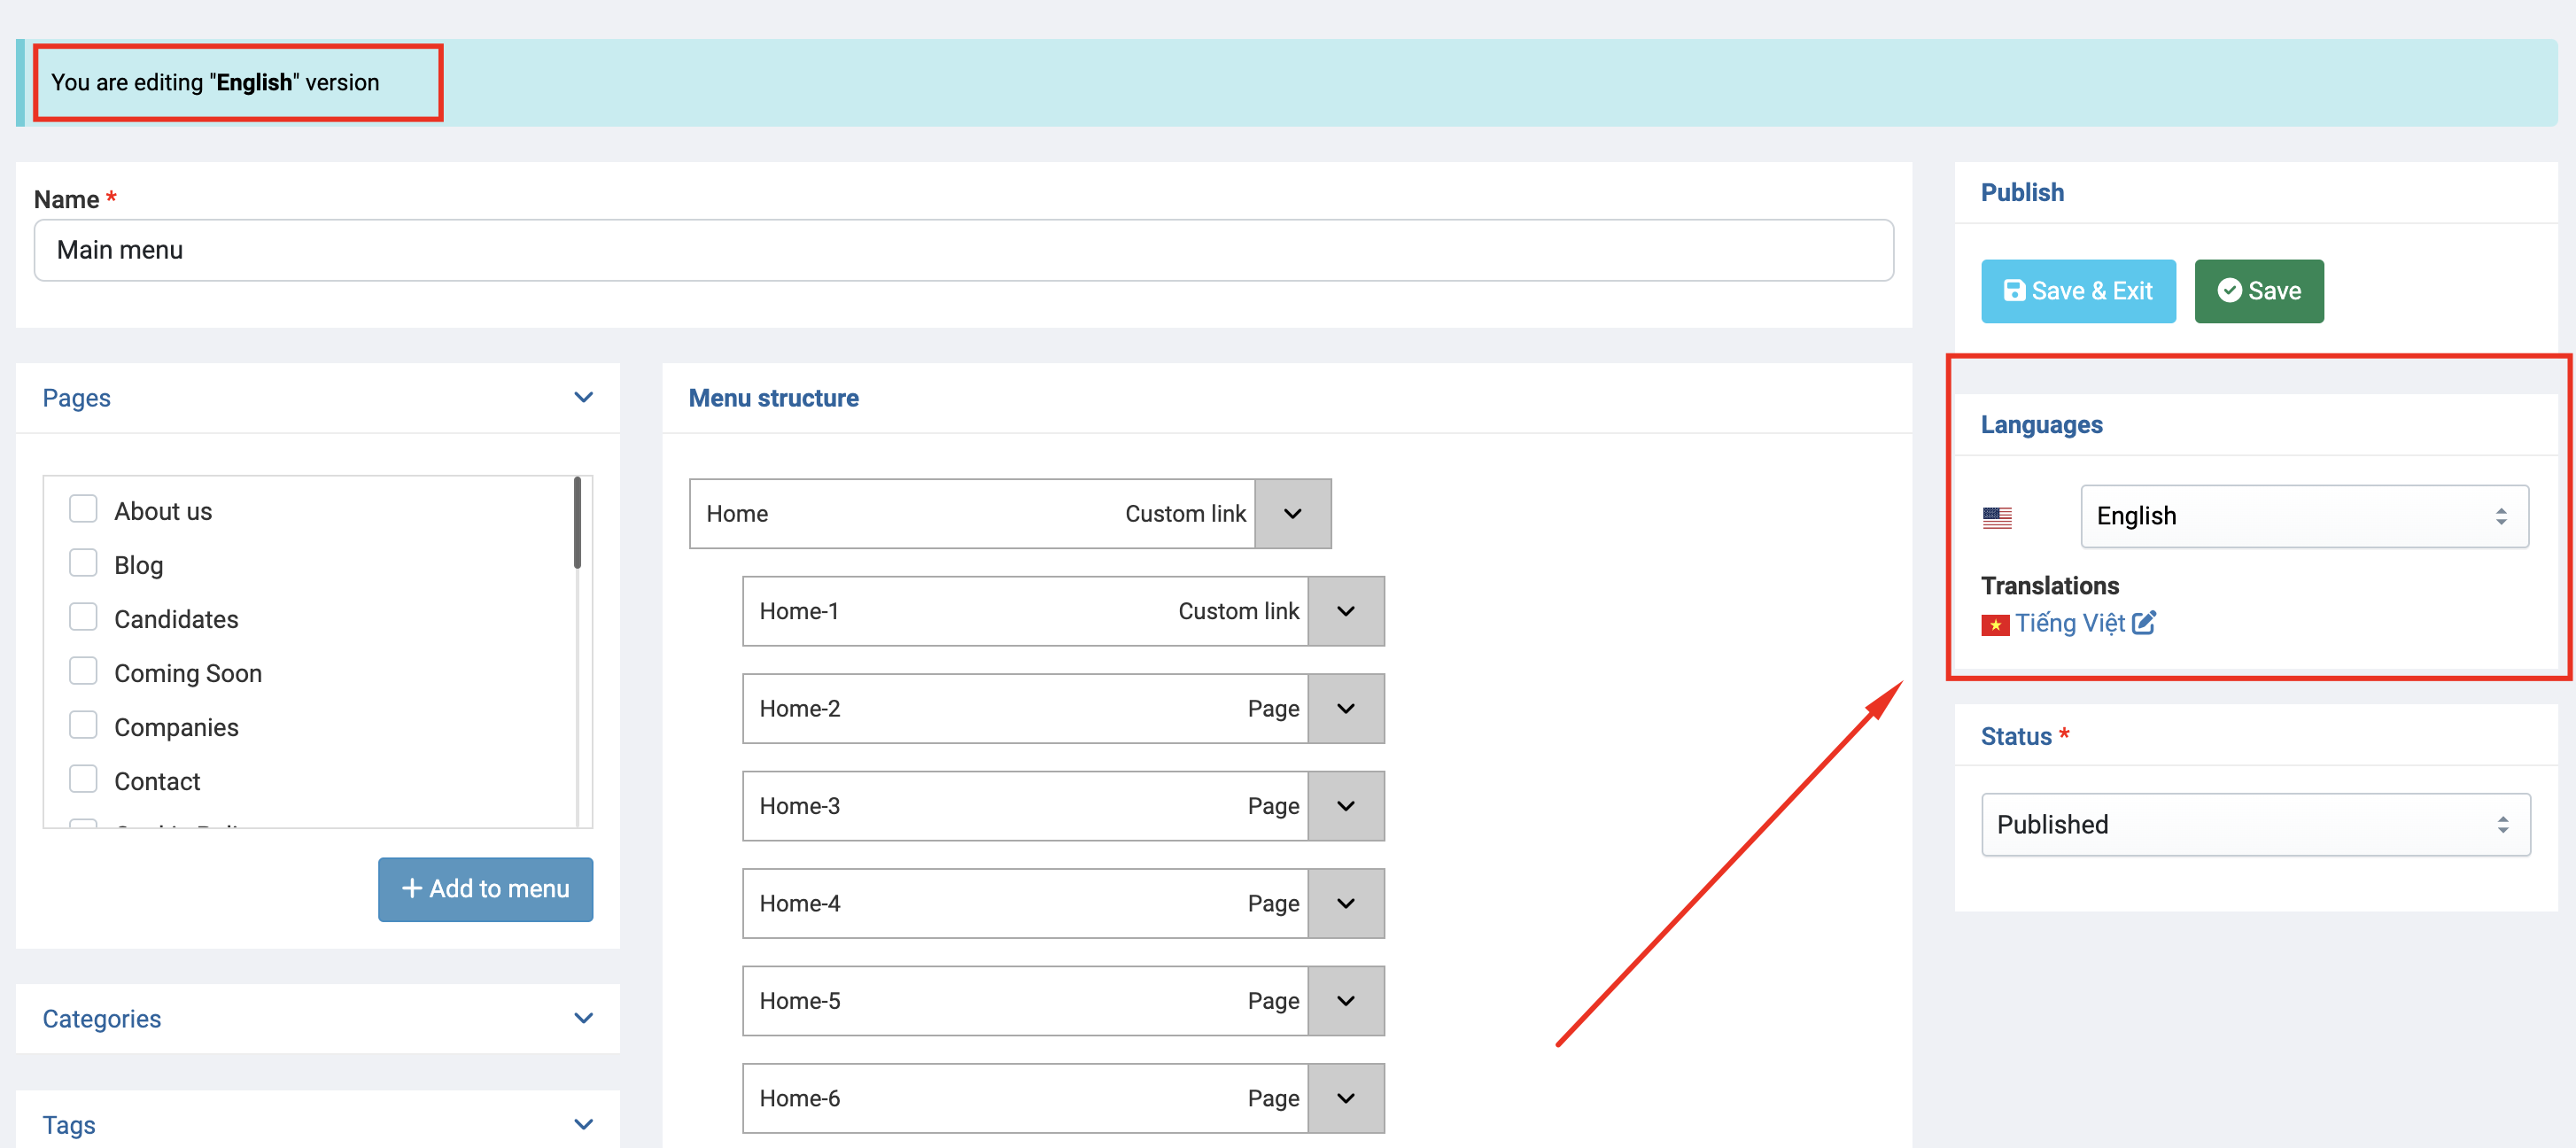 You are editing "English" version
Name *
Main menu
Pages
About us
Blog
Candidates
Coming Soon
Companies
Contact
+ Add to menu
Categories
Tags
Menu structure
Home Custom link
Home-1 Custom link
Home-2 Page
Home-3 Page
Home-4 Page
Home-5 Page
Home-6 Page
Publish
Save & Exit Save
Languages
English
Translations
Tiếng Việt
Status *
Published